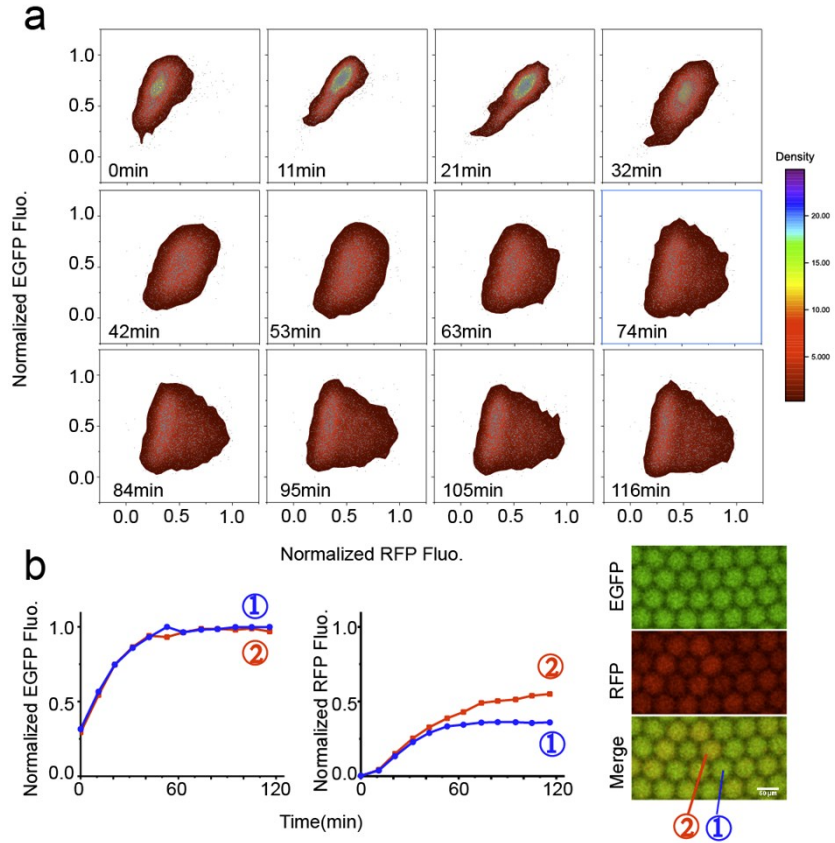 a
Normalized EGFP Fluo.
1.0
0.5
0.0
0min
11min
21min
32min
1.0
0.5
0.0
42min
53min
63min
74min
1.0
0.5
0.0
84min
95min
105min
116min
0.0 0.5 1.0
0.0 0.5 1.0
0.0 0.5 1.0
0.0 0.5 1.0
Normalized RFP Fluo.
Density
20.00
15.00
10.00
5.000
b
Normalized EGFP Fluo.
1.0
0.5
0.0
①
②
0 60
Normalized RFP Fluo.
1.0
0.5
0.0
②
①
0 60 120
Time(min)
EGFP
RFP
Merge
50 μm
② ①